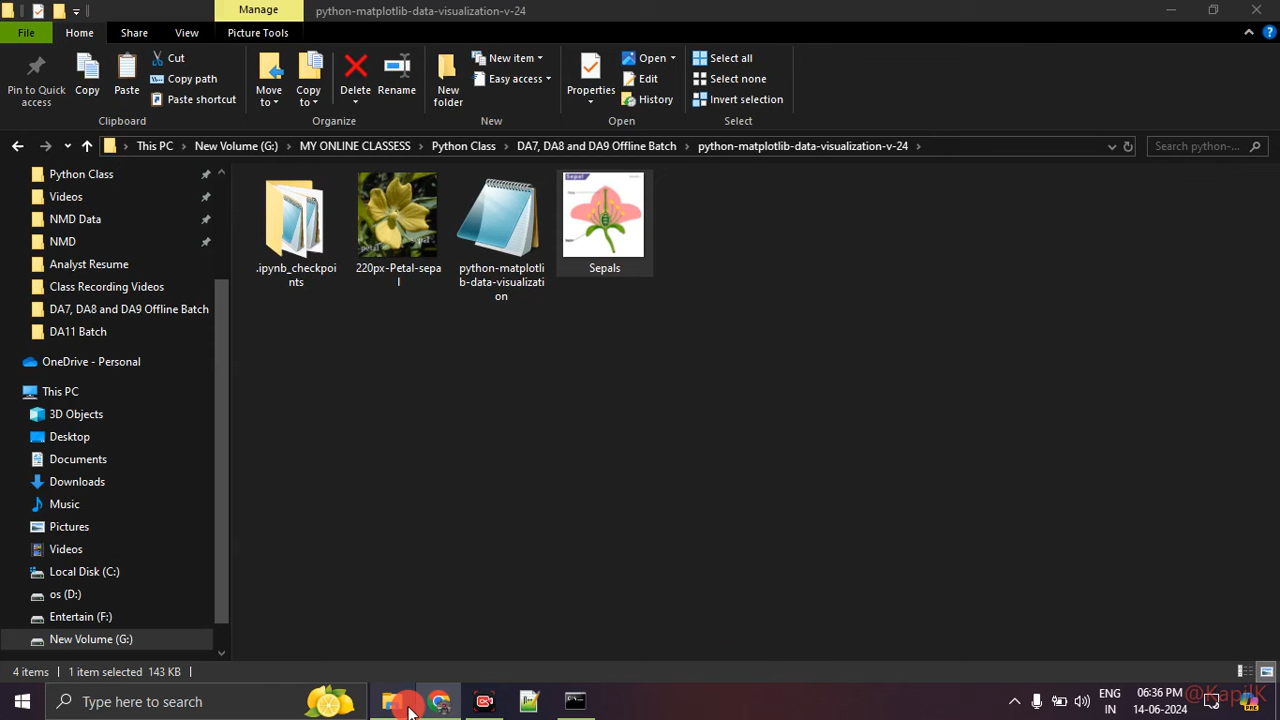 Manage
python-matplotlib-data-visualization-v-24
File
Home
Share
View
Picture Tools
Pin to Quick
access
Copy
Paste
Cut
Copy path
Paste shortcut
Move
to
Copy
to
Delete
Rename
New
folder
New item
Easy access
Properties
Open
Edit
History
Select all
Select none
Invert selection
Clipboard
Organize
New
Open
Select
This PC
New Volume (G:)
MY ONLINE CLASSESS
Python Class
DA7, DA8 and DA9 Offline Batch
python-matplotlib-data-visualization-v-24
Search python-...
Python Class
Videos
NMD Data
NMD
Analyst Resume
Class Recording Videos
DA7, DA8 and DA9 Offline Batch
DA11 Batch
OneDrive - Personal
This PC
3D Objects
Desktop
Documents
Downloads
Music
Pictures
Videos
Local Disk (C:)
os (D:)
Entertain (F:)
New Volume (G:)
.ipynb_checkpoi
nts
petal
sepal
220px-Petal-sepa
l
python-matplotli
b-data-visualizati
on
Sepal
Sepals
4 items
1 item selected 143 KB
Type here to search
ENG
IN
06:36 PM
14-06-2024
@KapilK